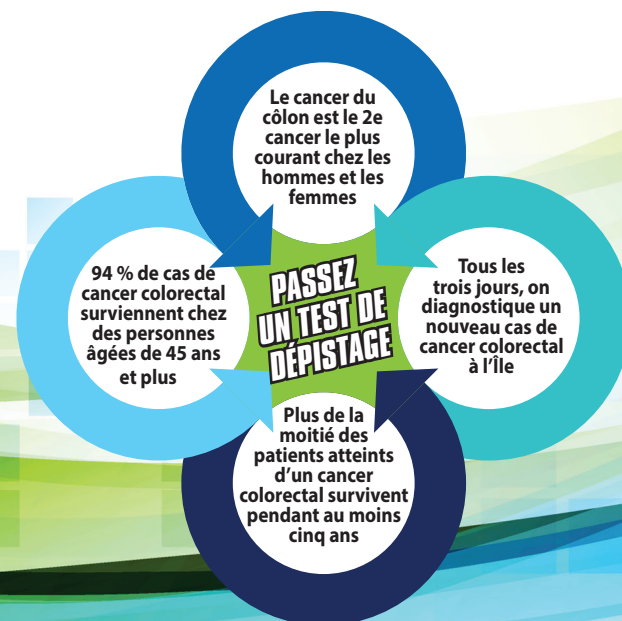 Le cancer du
côlon est le 2e
cancer le plus
courant chez les
hommes et les
femmes
94 % de cas de
cancer colorectal
surviennent chez
des personnes
âgées de 45 ans
et plus
PASSEZ
UN TEST DE
DÉPISTAGE
Tous les
trois jours, on
diagnostique un
nouveau cas de
cancer colorectal
à l’Île
Plus de la
moitié des
patients atteints
d’un cancer
colorectal survivent
pendant au moins
cinq ans